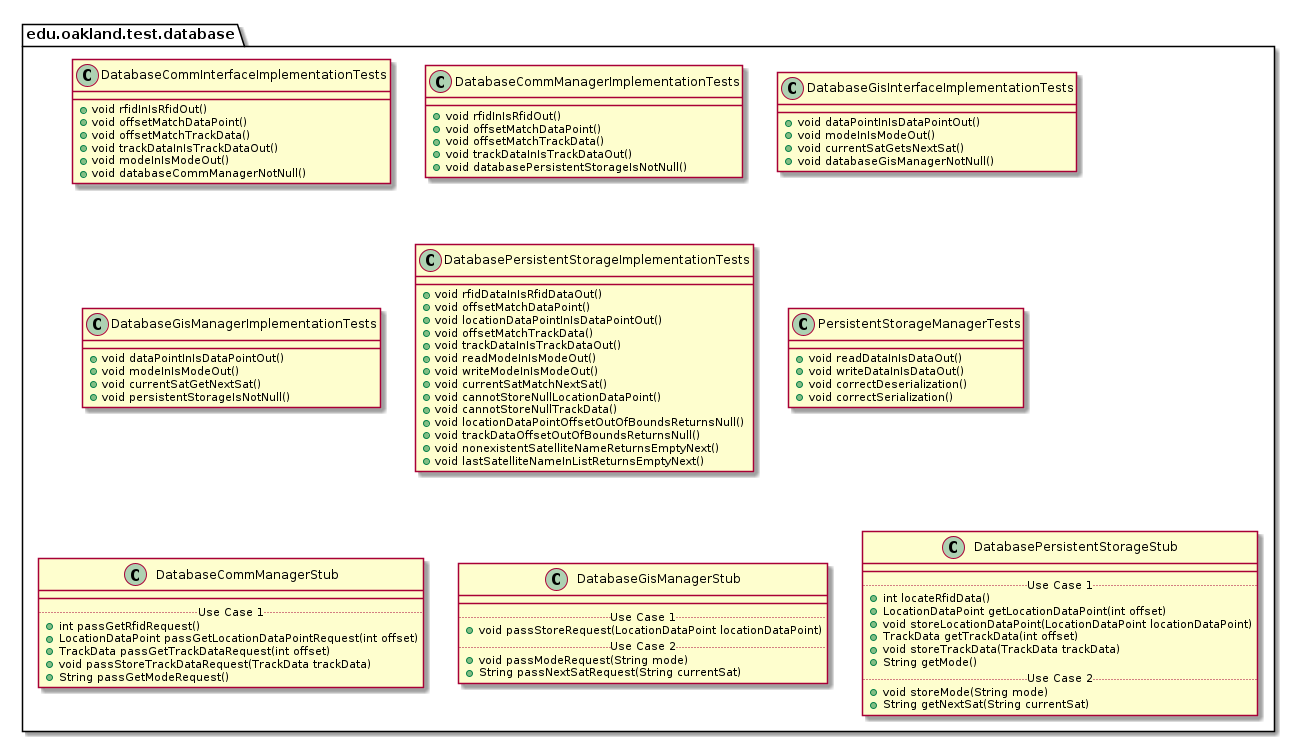 edu.oakland.test.database
C DatabaseCommInterfaceImplementationTests
void rfidInIsRfidOut()
void offsetMatchDataPoint()
void offsetMatchTrackData()
void trackDataInIsTrackDataOut()
void modeInIsModeOut()
void databaseCommManagerNotNull()
C DatabaseCommManagerImplementationTests
void rfidInIsRfidOut()
void offsetMatchDataPoint()
void offsetMatchTrackData()
void trackDataInIsTrackDataOut()
void databasePersistentStorageIsNotNull()
C DatabaseGisInterfaceImplementationTests
void dataPointInIsDataPointOut()
void modeInIsModeOut()
void currentSatGetsNextSat()
void databaseGisManagerNotNull()
C DatabaseGisManagerImplementationTests
void dataPointInIsDataPointOut()
void modeInIsModeOut()
void currentSatGetNextSat()
void persistentStorageIsNotNull()
C DatabasePersistentStorageImplementationTests
void rfidDataInIsRfidDataOut()
void offsetMatchDataPoint()
void locationDataPointInIsDataPointOut()
void offsetMatchTrackData()
void trackDataInIsTrackDataOut()
void readModeInIsModeOut()
void writeModeInIsModeOut()
void currentSatMatchNextSat()
void cannotStoreNullLocationDataPoint()
void cannotStoreNullTrackData()
void locationDataPointOffsetOutOfBoundsReturnsNull()
void trackDataOffsetOutOfBoundsReturnsNull()
void nonexistentSatelliteNameReturnsEmptyNext()
void lastSatelliteNameInListReturnsEmptyNext()
C PersistentStorageManagerTests
void readDataInIsDataOut()
void writeDataInIsDataOut()
void correctDeserialization()
void correctSerialization()
C DatabaseCommManagerStub
Use Case 1
int passGetRfidRequest()
LocationDataPoint passGetLocationDataPointRequest(int offset)
TrackData passGetTrackDataRequest(int offset)
void passStoreTrackDataRequest(TrackData trackData)
String passGetModeRequest()
C DatabaseGisManagerStub
Use Case 1
void passStoreRequest(LocationDataPoint locationDataPoint)
Use Case 2
void passModeRequest(String mode)
String passNextSatRequest(String currentSat)
C DatabasePersistentStorageStub
Use Case 1
int locateRfidData()
LocationDataPoint getLocationDataPoint(int offset)
void storeLocationDataPoint(LocationDataPoint locationDataPoint)
TrackData getTrackData(int offset)
void storeTrackData(TrackData trackData)
String getMode()
Use Case 2
void storeMode(String mode)
String getNextSat(String currentSat)